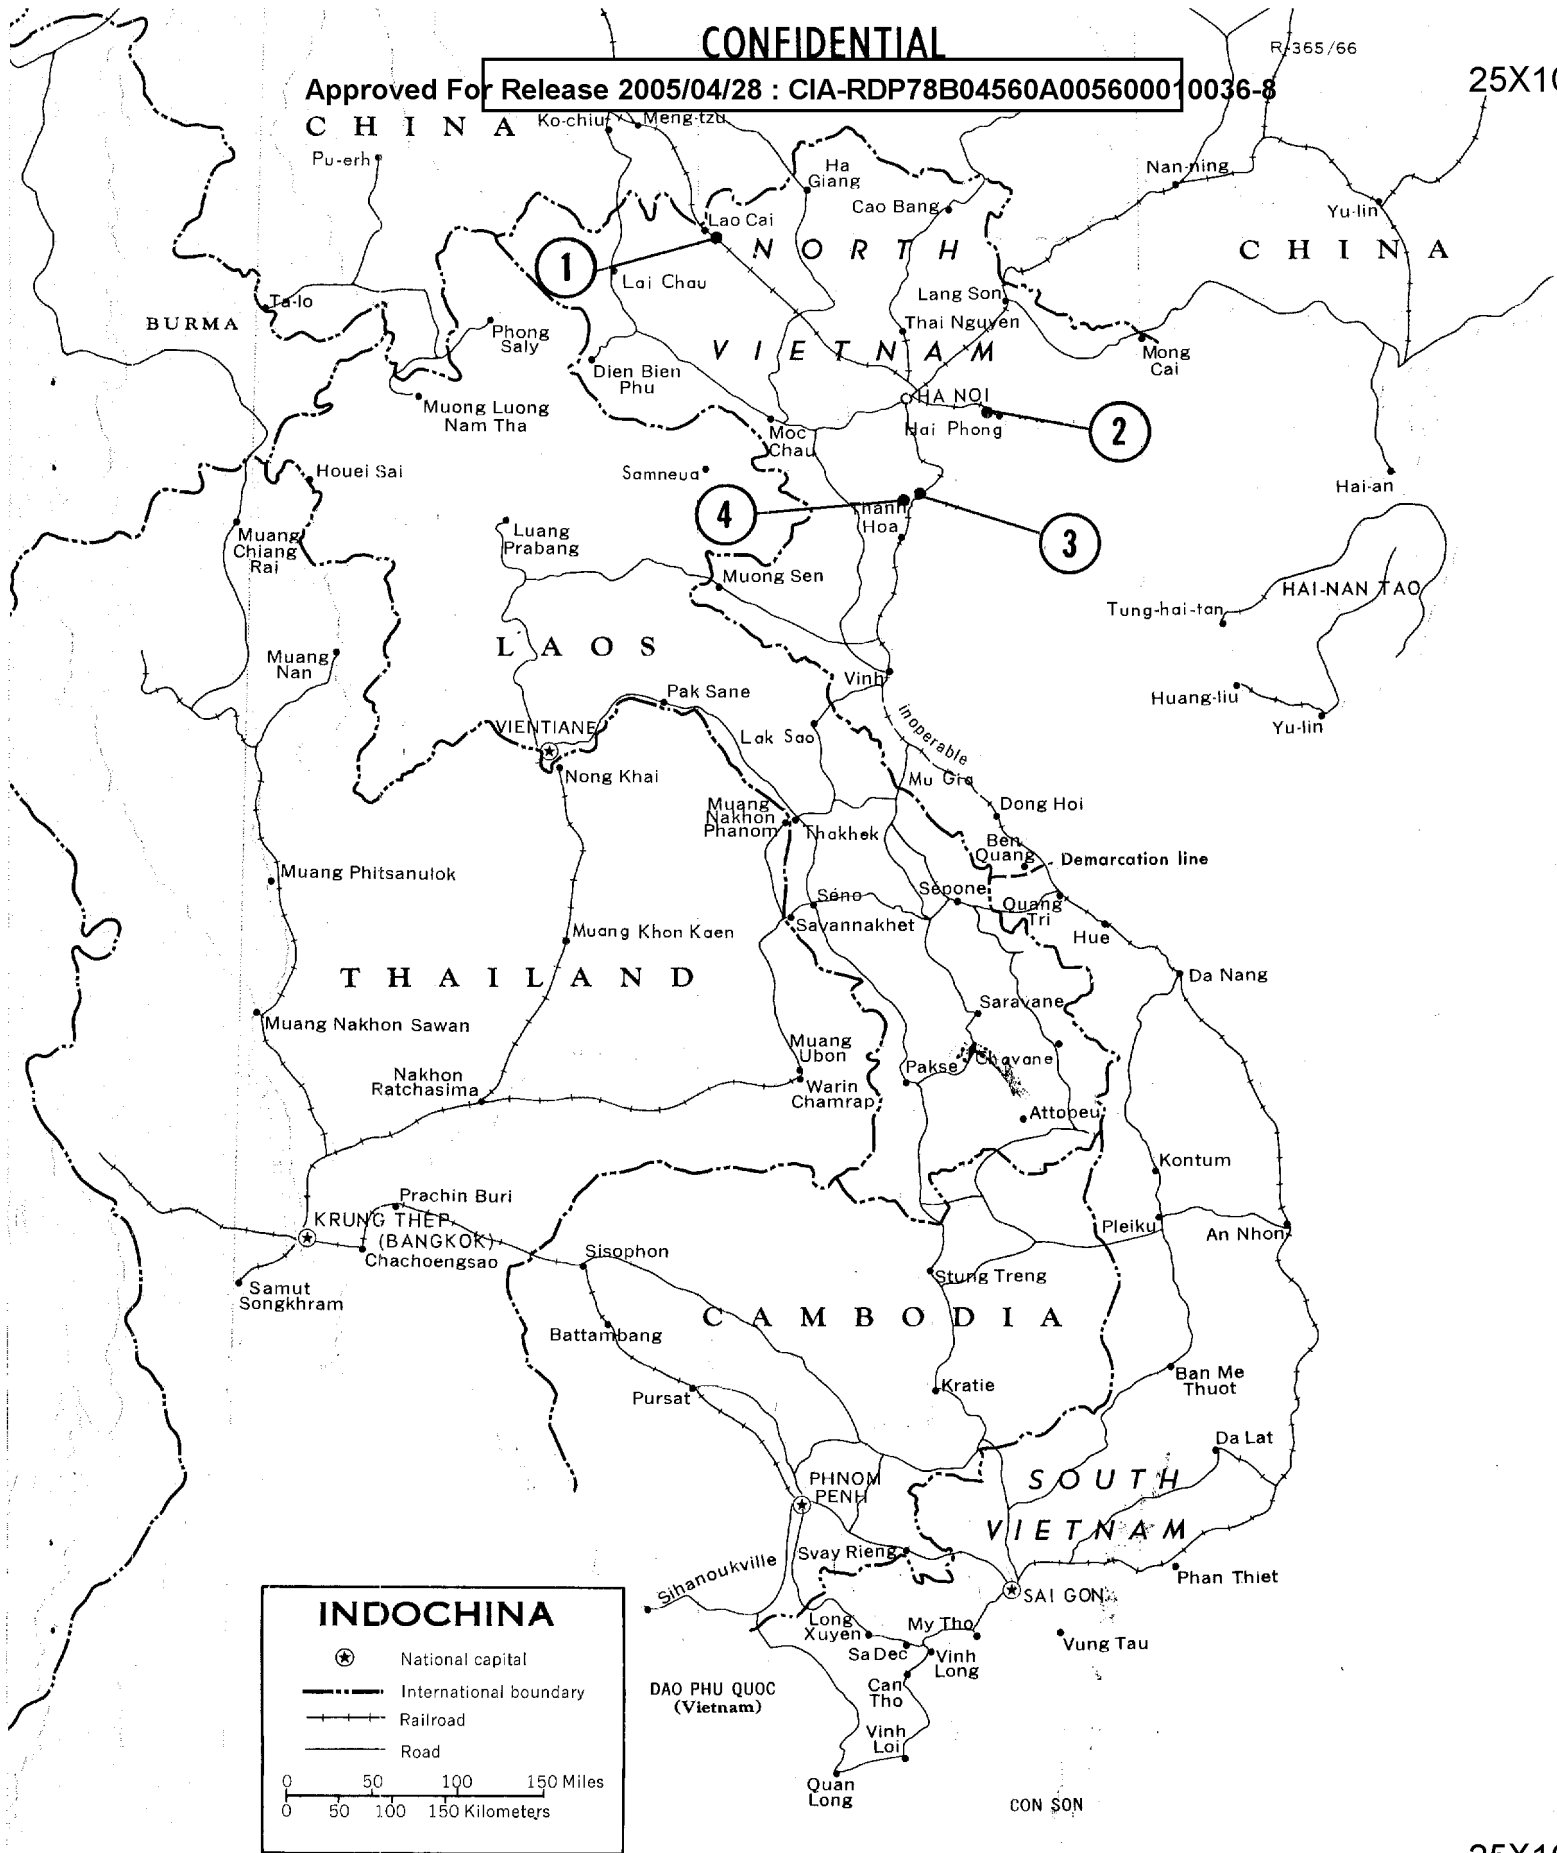 CONFIDENTIAL
R-365/66
Approved For Release 2005/04/28 : CIA-RDP78B04560A005600010036-8
25X1
CHINA
Ko-chiu
Meng-tzu
Pu-erh
Ha
Giang
Nan-ning
Cao Bang
Yu-lin
Lao Cai
NORTH
CHINA
1
Lai Chau
Lang Son
Ta-lo
BURMA
Phong
Saly
Thai Nguyen
VIETNAM
Mong
Cai
Dien Bien
Phu
HA NOI
Muong Luong
Nam Tha
Moc
Chau
Hai Phong
2
Houei Sai
Samneua
Hai-an
4
Thanh
Hoa
3
Muang
Chiang
Rai
Luang
Prabang
Muong Sen
HAI-NAN TAO
Tung-hai-tan
LAOS
Muang
Nan
Vinh
Pak Sane
Huang-liu
Yu-lin
inoperable
VIENTIANE
Lak Sao
Nong Khai
Mu Gia
Muang
Nakhon
Phanom
Thakhek
Dong Hoi
Ben
Quang
Demarcation line
Muang Phitsanulok
Séno
Sépone
Quang
Tri
Savannakhet
Hue
Muang Khon Kaen
THAILAND
Da Nang
Saravane
Muang Nakhon Sawan
Muang
Ubon
Pakse
Chavane
Nakhon
Ratchasima
Warin
Chamrap
Attopeu
Kontum
Prachin Buri
KRUNG THEP
(BANGKOK)
Chachoengsao
Pleiku
An Nhon
Sisophon
Samut
Songkhram
Stung Treng
CAMBODIA
Battambang
Pursat
Kratie
Ban Me
Thuot
Da Lat
PHNOM
PENH
SOUTH
VIETNAM
Svay Rieng
Sihanoukville
Phan Thiet
SAI GON
Long
Xuyen
My Tho
Vung Tau
Sa Dec
Vinh
Long
Can
Tho
DAO PHU QUOC
(Vietnam)
Vinh
Loi
Quan
Long
CON SON
INDOCHINA
National capital
International boundary
Railroad
Road
0 50 100 150 Miles
0 50 100 150 Kilometers